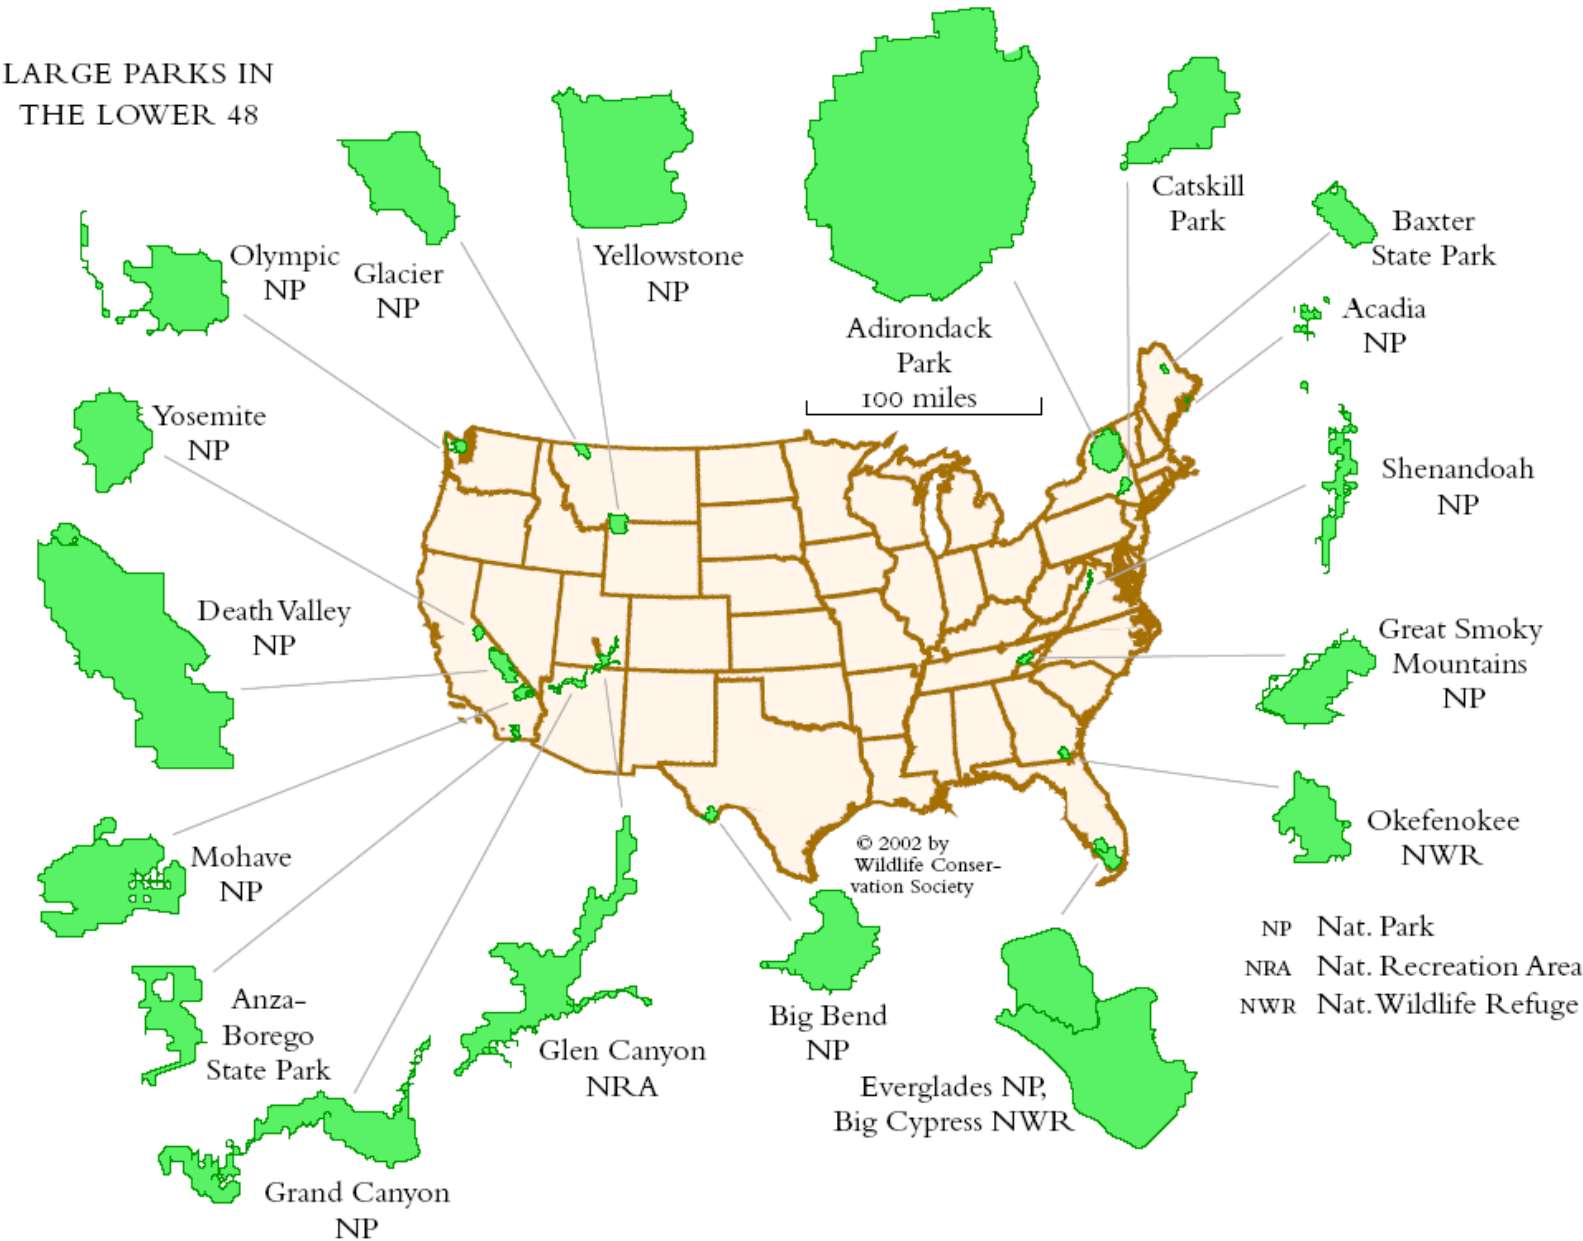 LARGE PARKS IN
THE LOWER 48
Olympic
NP
Glacier
NP
Yellowstone
NP
Adirondack
Park
100 miles
Catskill
Park
Baxter
State Park
Acadia
NP
Yosemite
NP
Shenandoah
NP
Death Valley
NP
Great Smoky
Mountains
NP
Mohave
NP
Okefenokee
NWR
© 2002 by
Wildlife Conser-
vation Society
Anza-
Borego
State Park
Glen Canyon
NRA
Big Bend
NP
Everglades NP,
Big Cypress NWR
Grand Canyon
NP
NP Nat. Park
NRA Nat. Recreation Area
NWR Nat. Wildlife Refuge